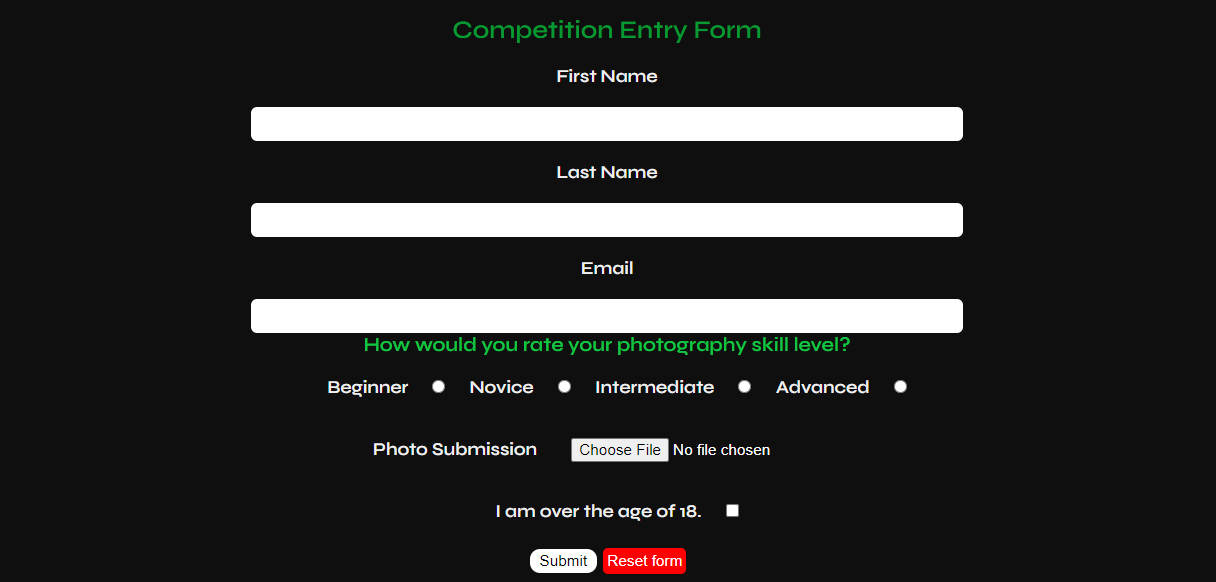 Competition Entry Form
First Name
Last Name
Email
How would you rate your photography skill level?
Beginner Novice Intermediate Advanced
Photo Submission Choose File No file chosen
I am over the age of 18.
Submit Reset form